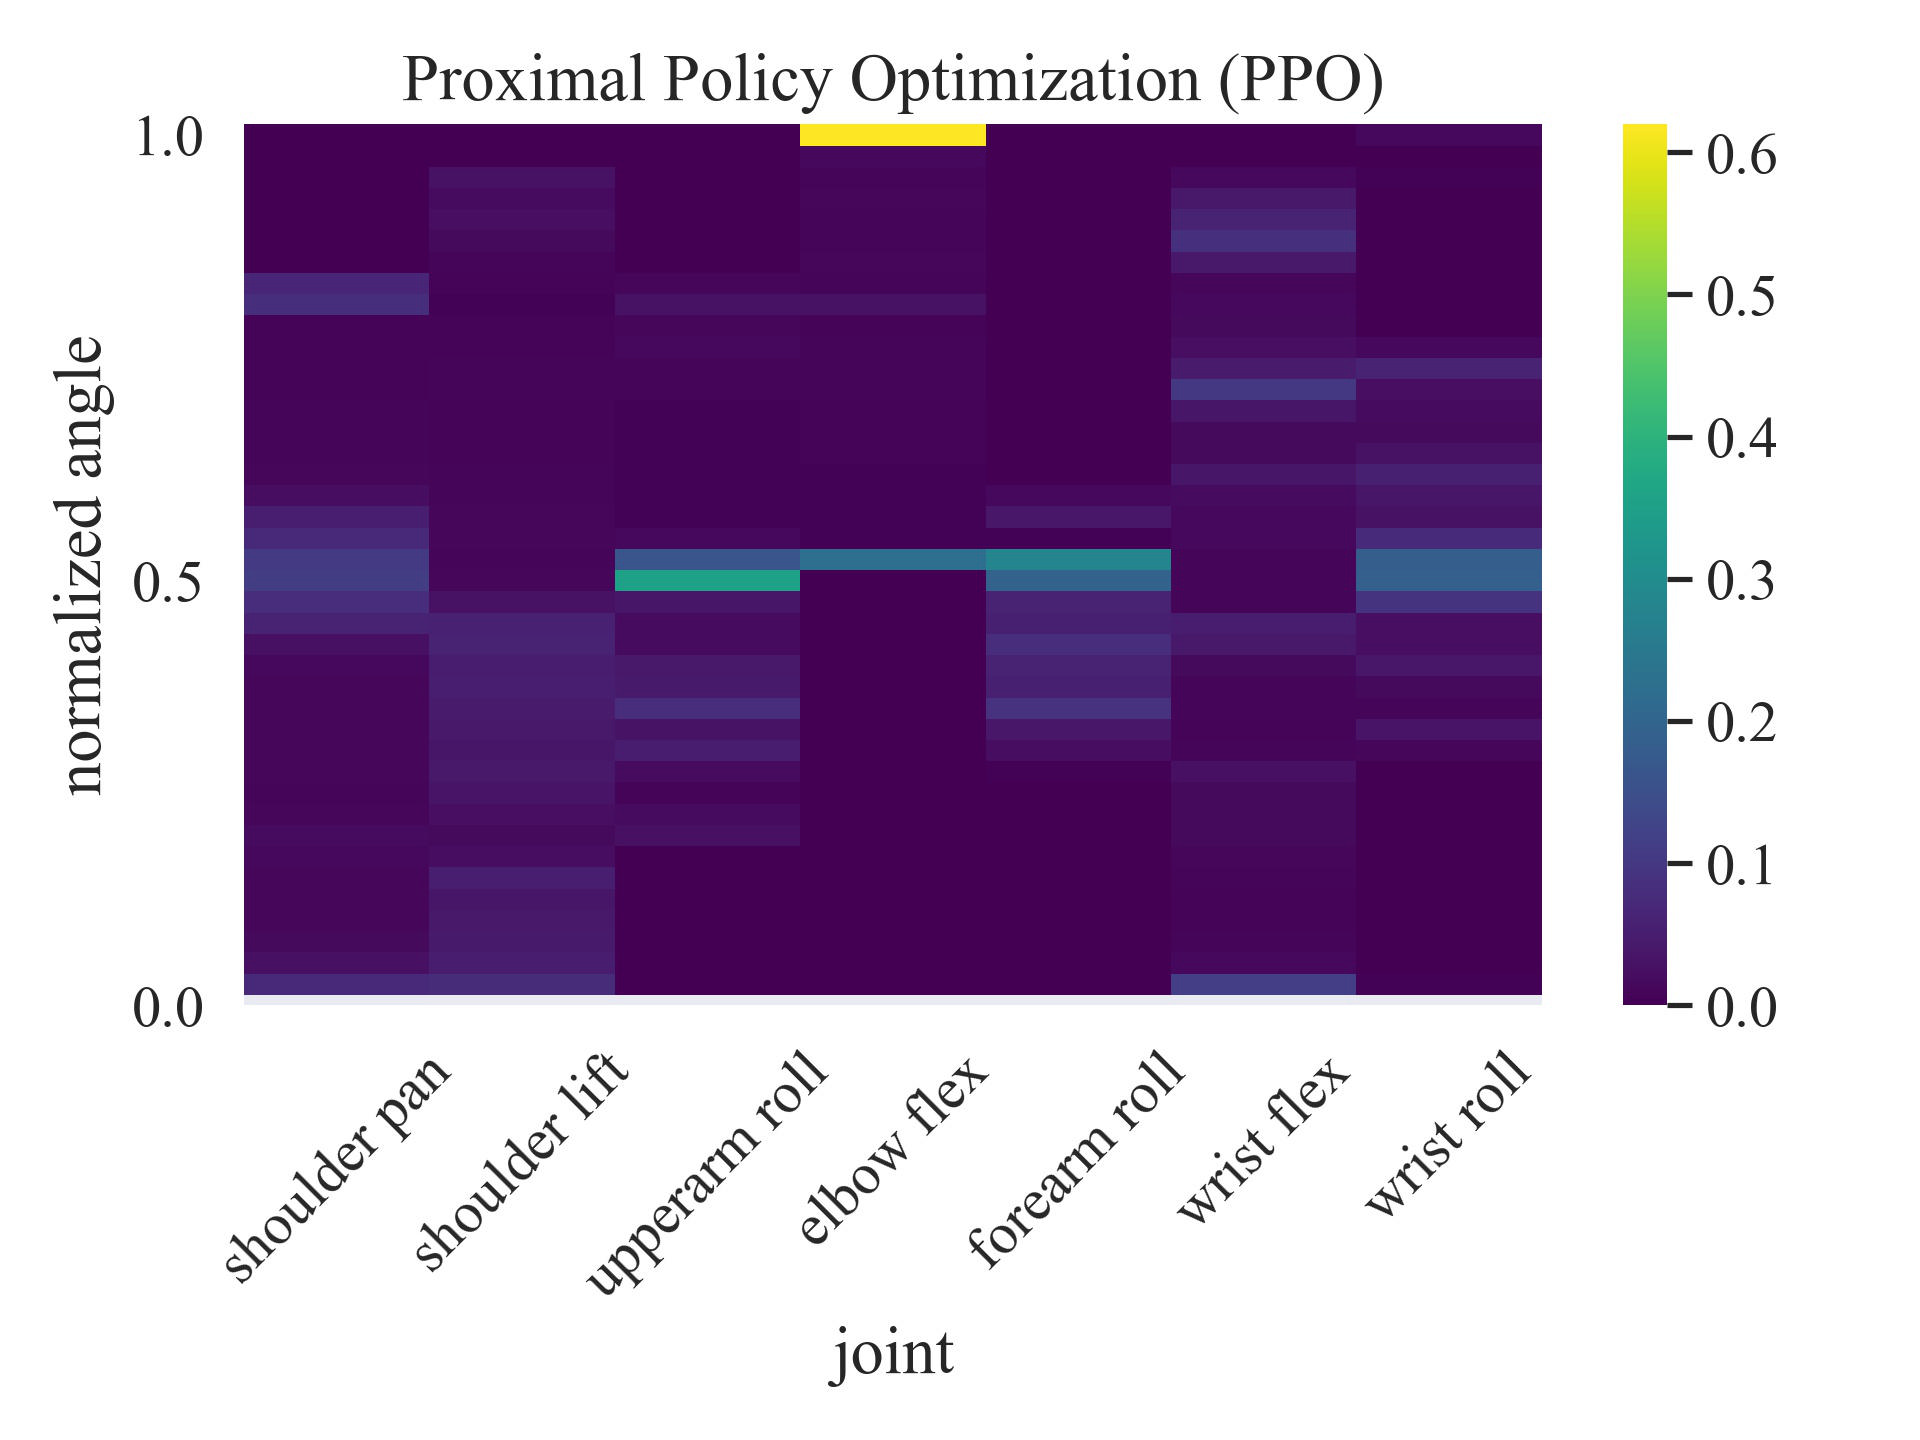 Proximal Policy Optimization (PPO)
normalized angle
1.0
0.5
0.0
shoulder pan
shoulder lift
upperarm roll
elbow flex
forearm roll
wrist flex
wrist roll
joint
0.6
0.5
0.4
0.3
0.2
0.1
0.0